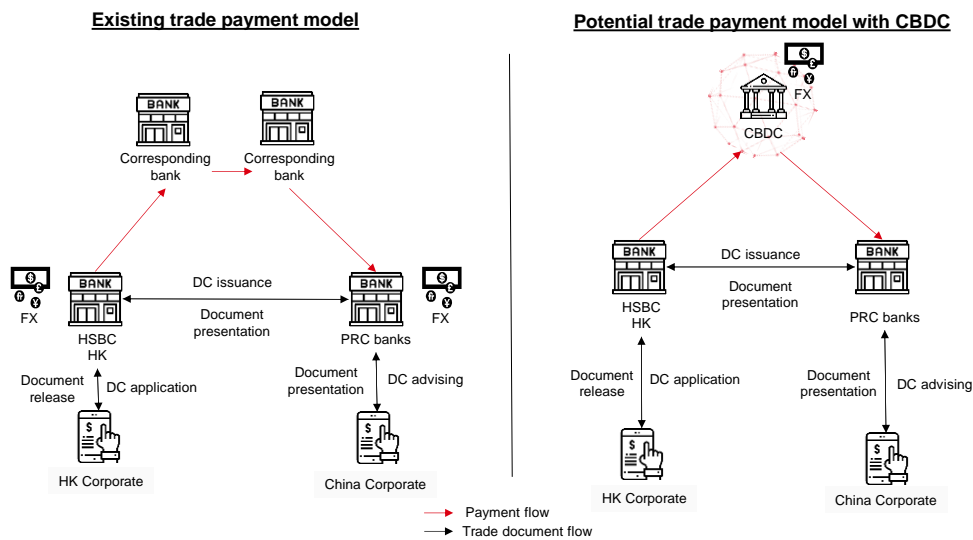 Existing trade payment model
BANK
Corresponding
bank
BANK
Corresponding
bank
$
£
¥
FX
BANK
HSBC
HK
DC issuance
Document
presentation
BANK
PRC banks
$
£
¥
FX
Document
release
DC application
Document
presentation
DC advising
$
HK Corporate
$
China Corporate
Potential trade payment model with CBDC
$
£
¥
FX
CBDC
BANK
HSBC
HK
DC issuance
Document
presentation
BANK
PRC banks
Document
release
DC application
Document
presentation
DC advising
$
HK Corporate
$
China Corporate
Payment flow
Trade document flow